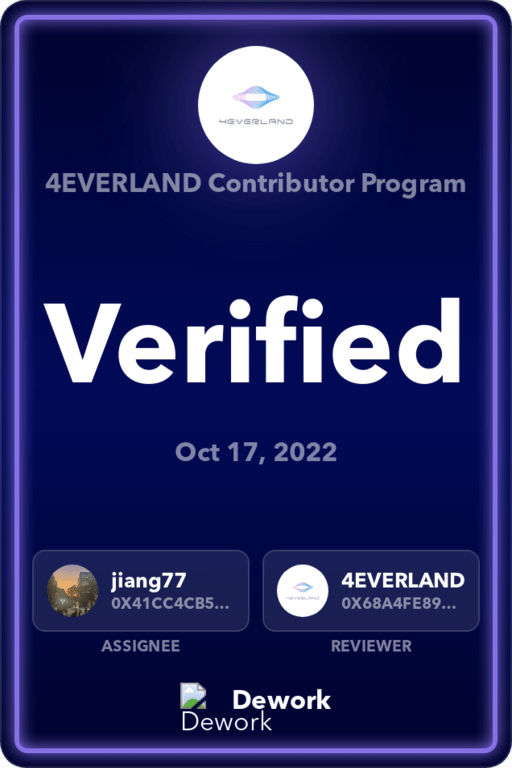 4EVERLAND
4EVERLAND Contributor Program
Verified
Oct 17, 2022
jiang77
0X41CC4CB5...
ASSIGNEE
4EVERLAND
4EVERLAND
0X68A4FE89...
REVIEWER
Dework
Dework